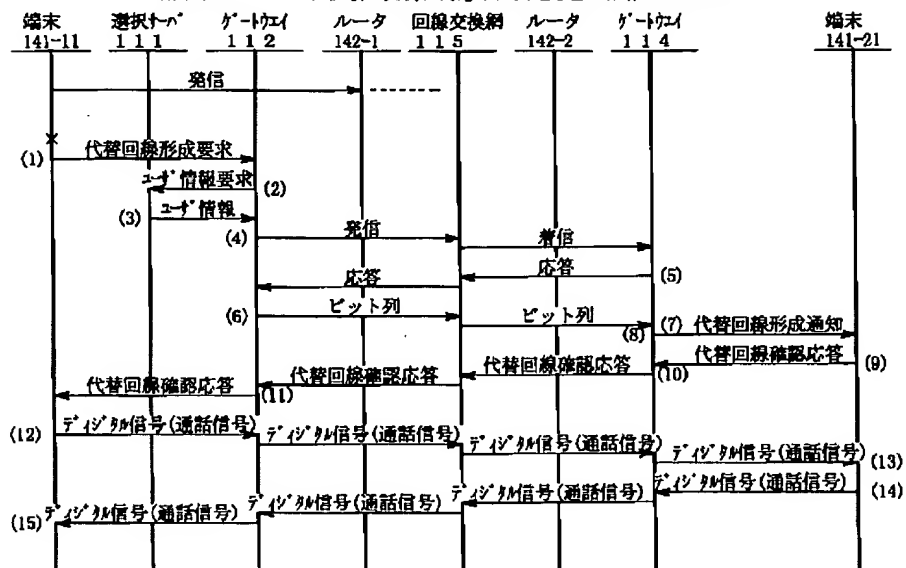 端末 選択ｻｰﾊﾞ ｹﾞｰﾄｳｴｲ ルータ 回線交換網 ルータ ｹﾞｰﾄｳｴｲ 端末
141-11 111 112 142-1 115 142-2 114 141-21
発信
(1) 代替回線形成要求
ﾕｰｻﾞ情報要求 (2)
(3) ﾕｰｻﾞ情報
(4) 発信 着信
応答 応答 (5)
(6) ビット列 ビット列 (8) (7) 代替回線形成通知
代替回線確認応答 (9)
代替回線確認応答 (11) 代替回線確認応答 代替回線確認応答 (10)
(12) ﾃﾞｨｼﾞﾀﾙ信号(通話信号) ﾃﾞｨｼﾞﾀﾙ信号(通話信号) ﾃﾞｨｼﾞﾀﾙ信号(通話信号) ﾃﾞｨｼﾞﾀﾙ信号(通話信号) (13)
(15) ﾃﾞｨｼﾞﾀﾙ信号(通話信号) ﾃﾞｨｼﾞﾀﾙ信号(通話信号) ﾃﾞｨｼﾞﾀﾙ信号(通話信号) ﾃﾞｨｼﾞﾀﾙ信号(通話信号) (14)